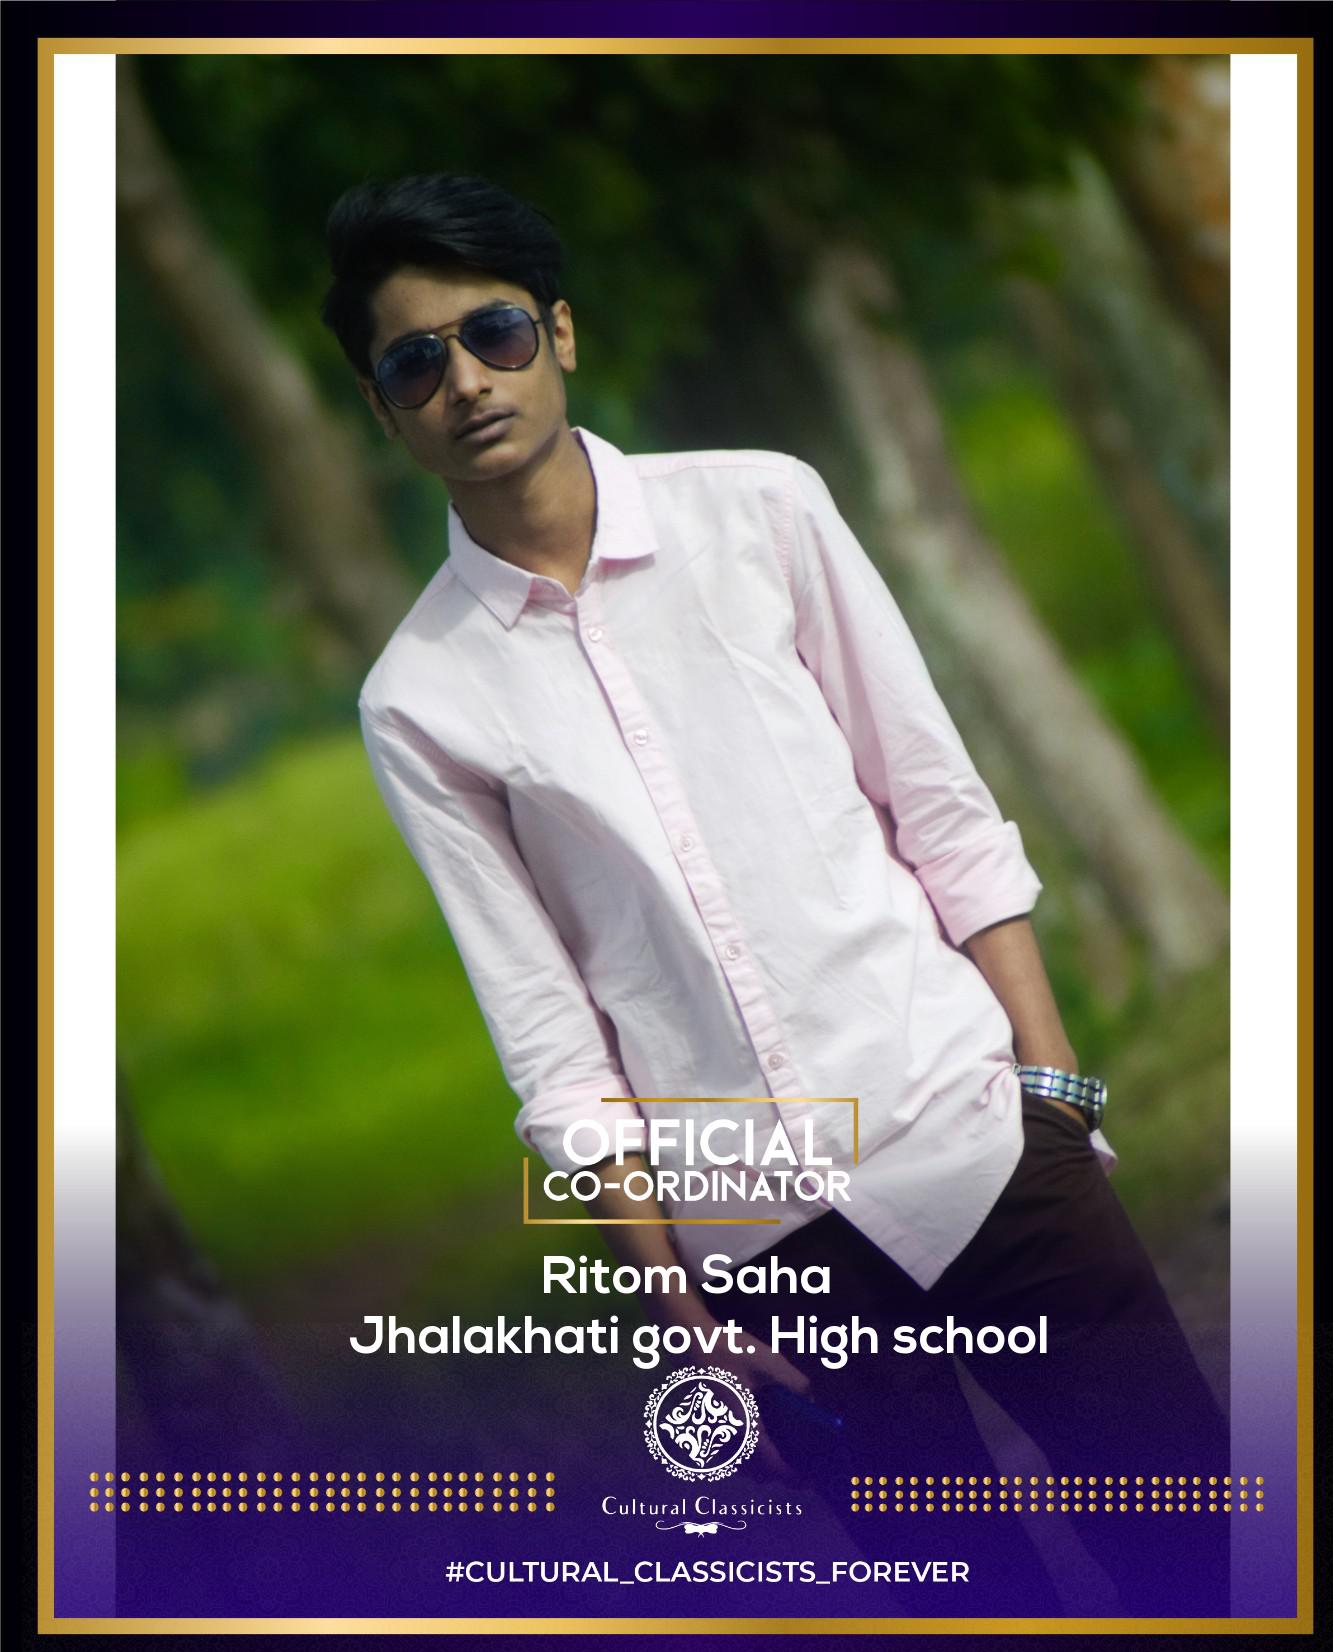 OFFICIAL
CO-ORDINATOR
Ritom Saha
Jhalakhati govt. High school
Cultural Classicists
#CULTURAL_CLASSICISTS_FOREVER